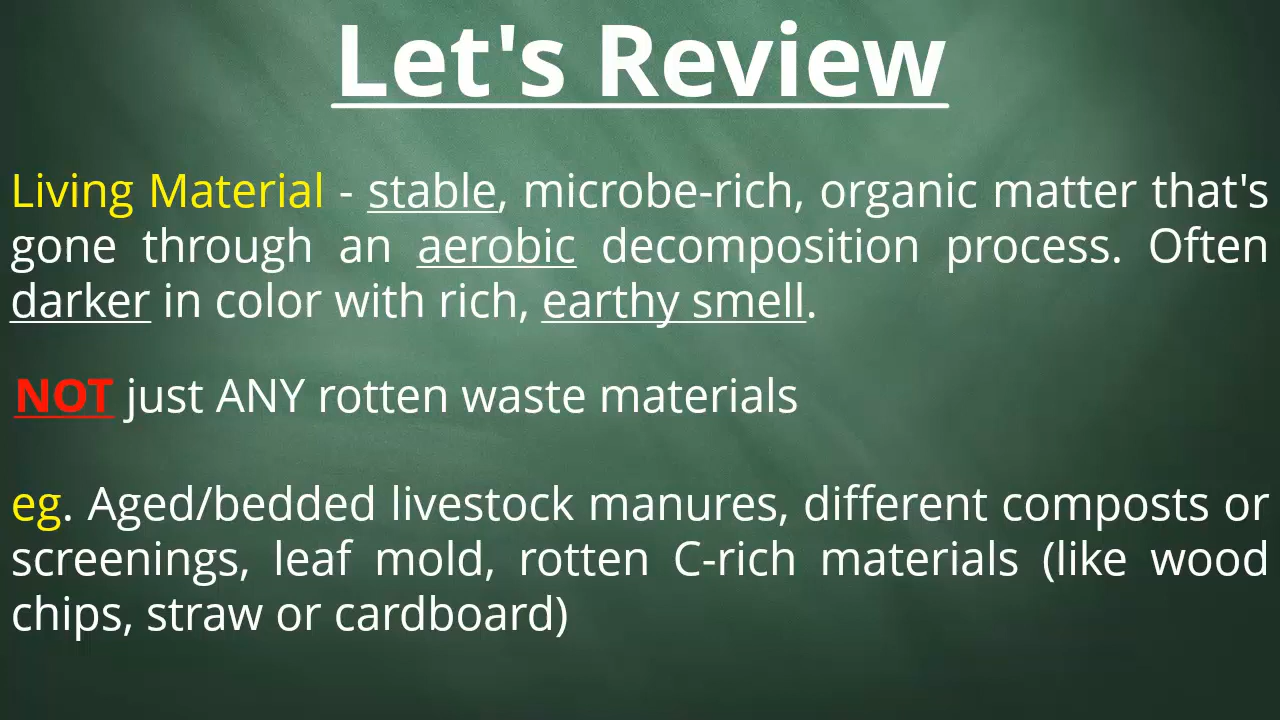 Let's Review
Living Material - stable, microbe-rich, organic matter that's
gone through an aerobic decomposition process. Often
darker in color with rich, earthy smell.
NOT just ANY rotten waste materials
eg. Aged/bedded livestock manures, different composts or
screenings, leaf mold, rotten C-rich materials (like wood
chips, straw or cardboard)